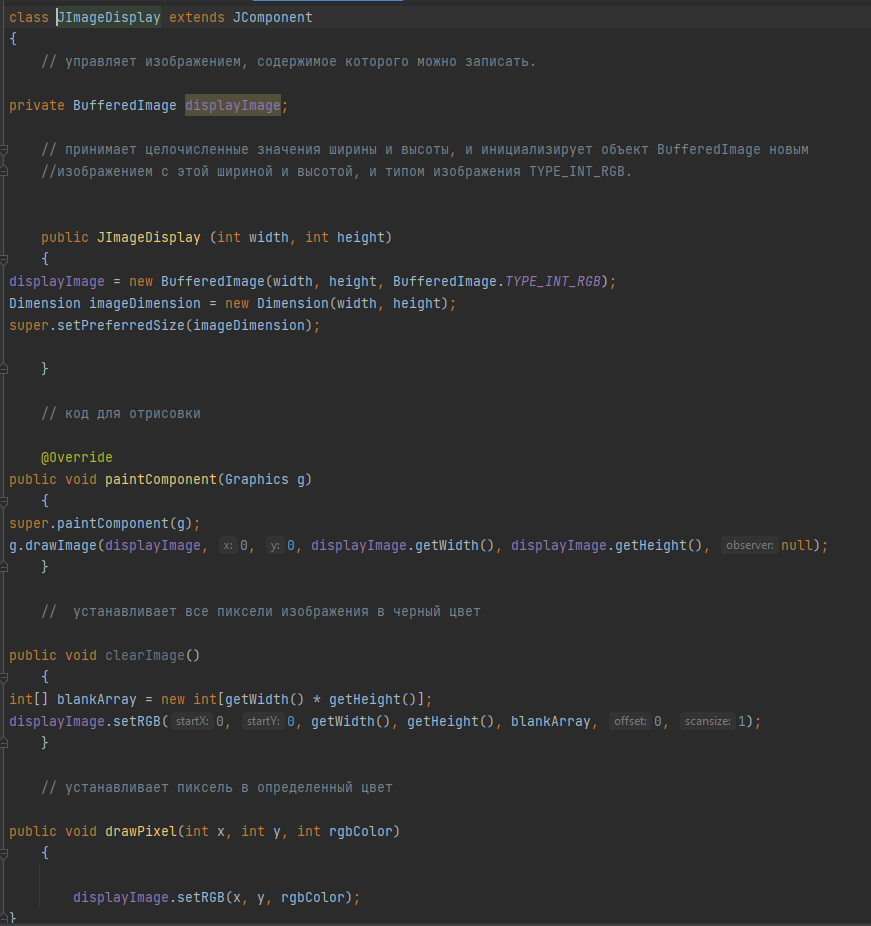 class JImageDisplay extends JComponent
{
    // управляет изображением, содержимое которого можно записать.
private BufferedImage displayImage;
    // принимает целочисленные значения ширины и высоты, и инициализирует объект BufferedImage новым
    //изображением с этой шириной и высотой, и типом изображения TYPE_INT_RGB.
    public JImageDisplay (int width, int height)
    {
displayImage = new BufferedImage(width, height, BufferedImage.TYPE_INT_RGB);
Dimension imageDimension = new Dimension(width, height);
super.setPreferredSize(imageDimension);
    }
    // код для отрисовки
    @Override
public void paintComponent(Graphics g)
    {
super.paintComponent(g);
g.drawImage(displayImage, x: 0, y: 0, displayImage.getWidth(), displayImage.getHeight(), observer: null);
    }
    //  устанавливает все пиксели изображения в черный цвет
public void clearImage()
    {
int[] blankArray = new int[getWidth() * getHeight()];
displayImage.setRGB( startX: 0, startY: 0, getWidth(), getHeight(), blankArray, offset: 0, scansize: 1);
    }
    // устанавливает пиксель в определенный цвет
public void drawPixel(int x, int y, int rgbColor)
    {
        displayImage.setRGB(x, y, rgbColor);
}